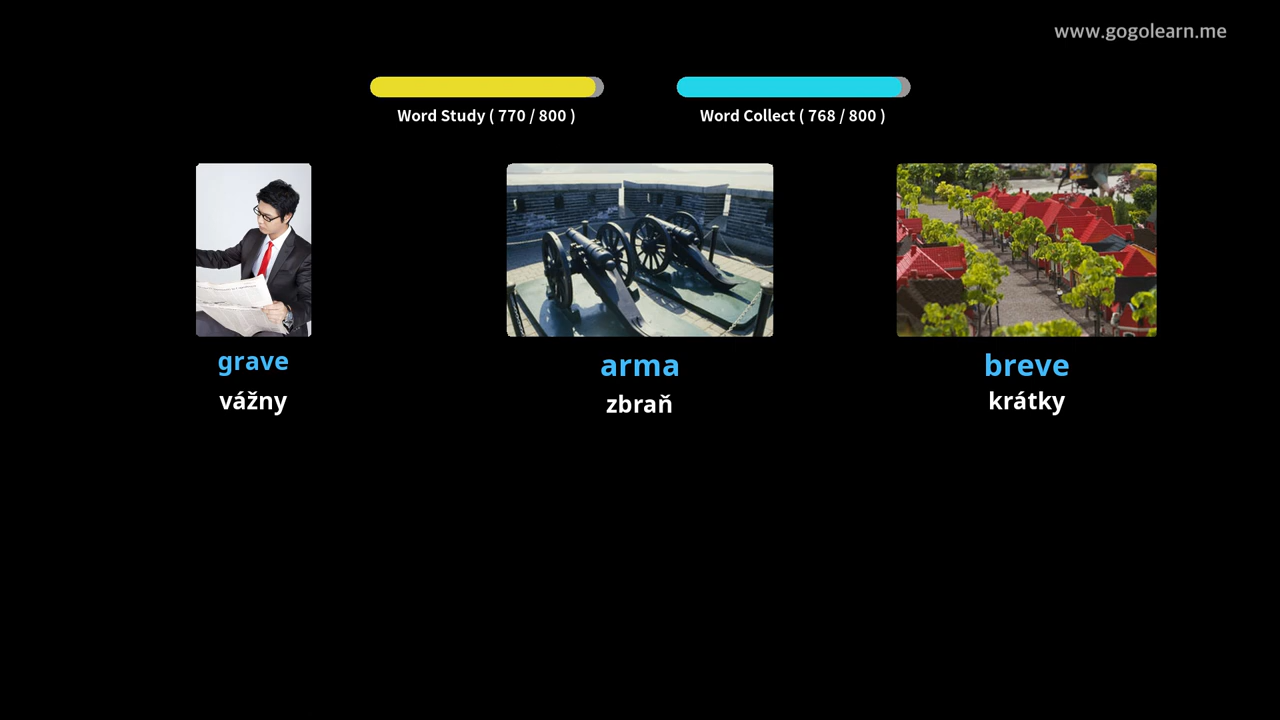 www.gogolearn.me
Word Study ( 770 / 800 )
Word Collect ( 768 / 800 )
grave
vážny
arma
zbraň
breve
krátky